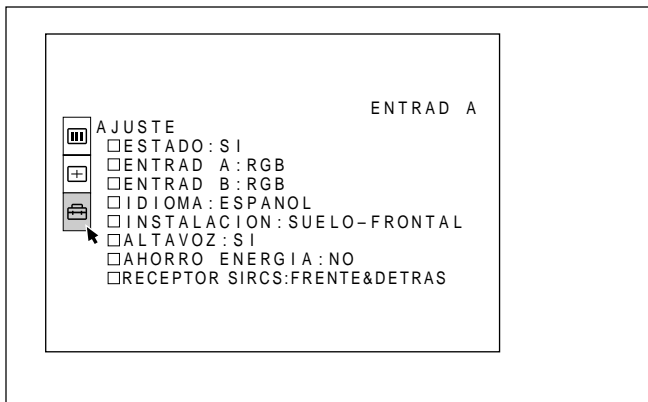 ENTRAD A
AJUSTE
□ESTADO:SI
□ENTRAD A:RGB
□ENTRAD B:RGB
□IDIOMA:ESPANOL
□INSTALACION:SUELO–FRONTAL
□ALTAVOZ:SI
□AHORRO ENERGIA:NO
□RECEPTOR SIRCS:FRENTE&DETRAS